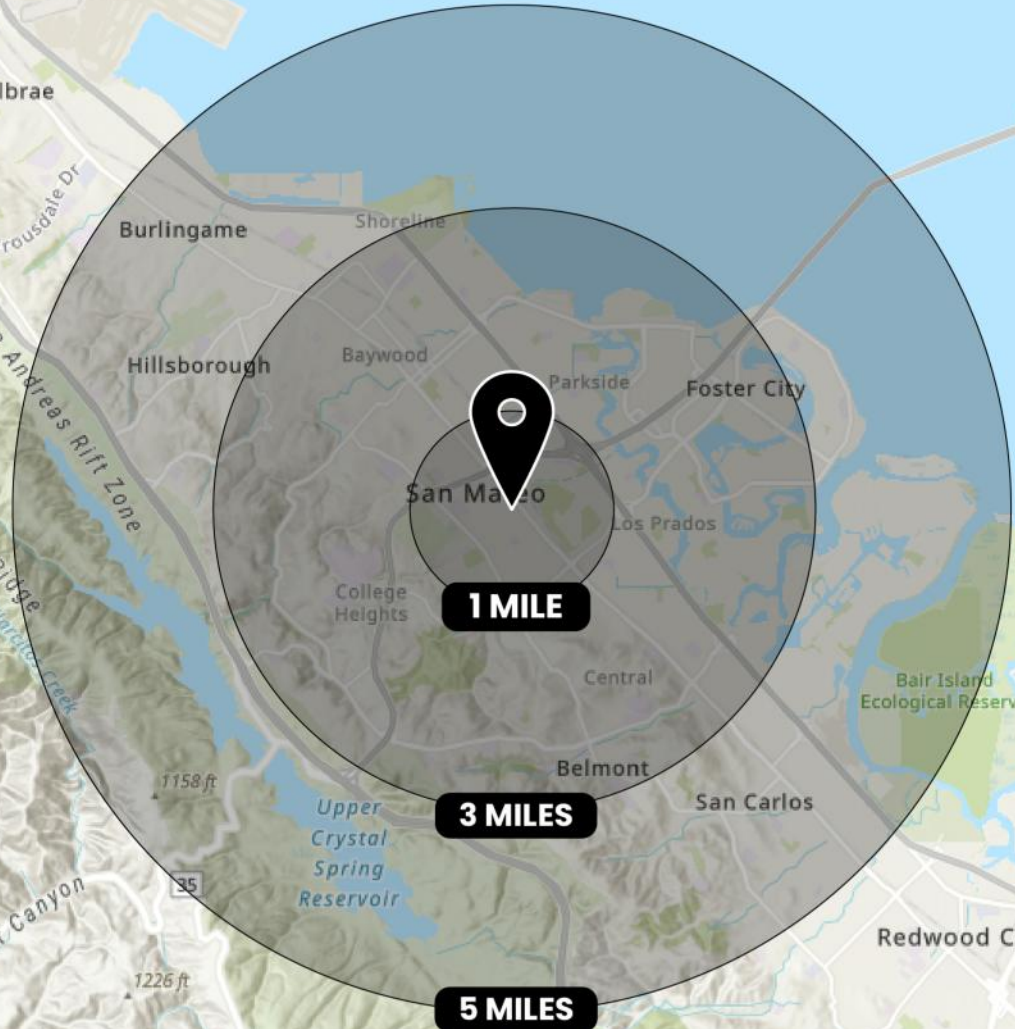 lbrae
rousdale Dr
Burlingame
Shoreline
Hillsborough
Baywood
Parkside
Foster City
Andreas Rift Zone
San Mateo
Los Prados
College
Heights
1 MILE
Central
Bair Island
Ecological Reserv
Creek
Belmont
1158 ft
San Carlos
3 MILES
Upper
Crystal
Spring
Reservoir
35
Canyon
Redwood C
1226 ft
5 MILES